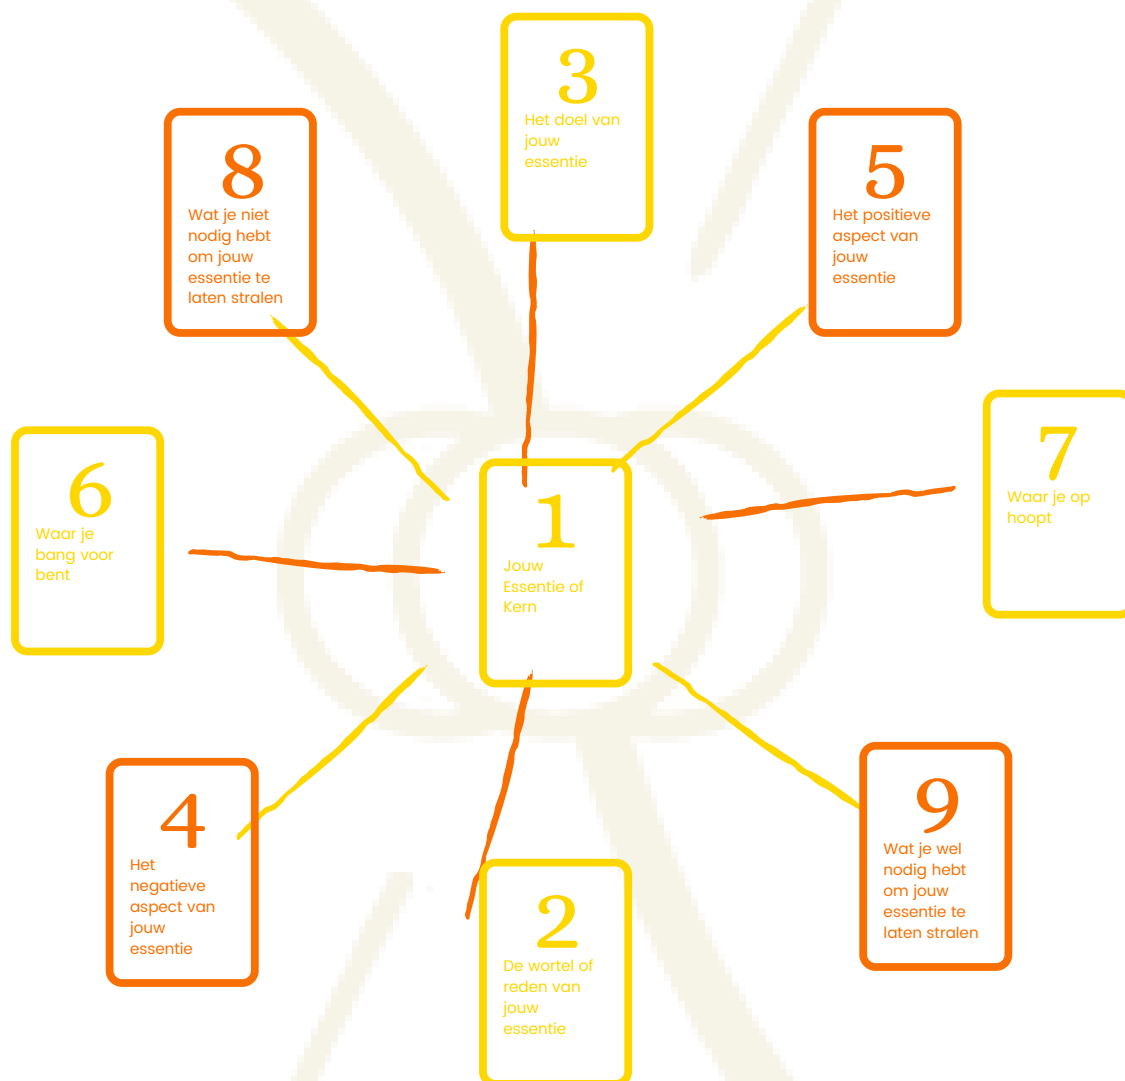 3
Het doel van
jouw
essentie
8
Wat je niet
nodig hebt
om jouw
essentie te
laten stralen
5
Het positieve
aspect van
jouw
essentie
7
Waar je op
hoopt
6
Waar je
bang voor
bent
1
Jouw
Essentie of
Kern
4
Het
negatieve
aspect van
jouw
essentie
9
Wat je wel
nodig hebt
om jouw
essentie te
laten stralen
2
De wortel of
reden van
jouw
essentie